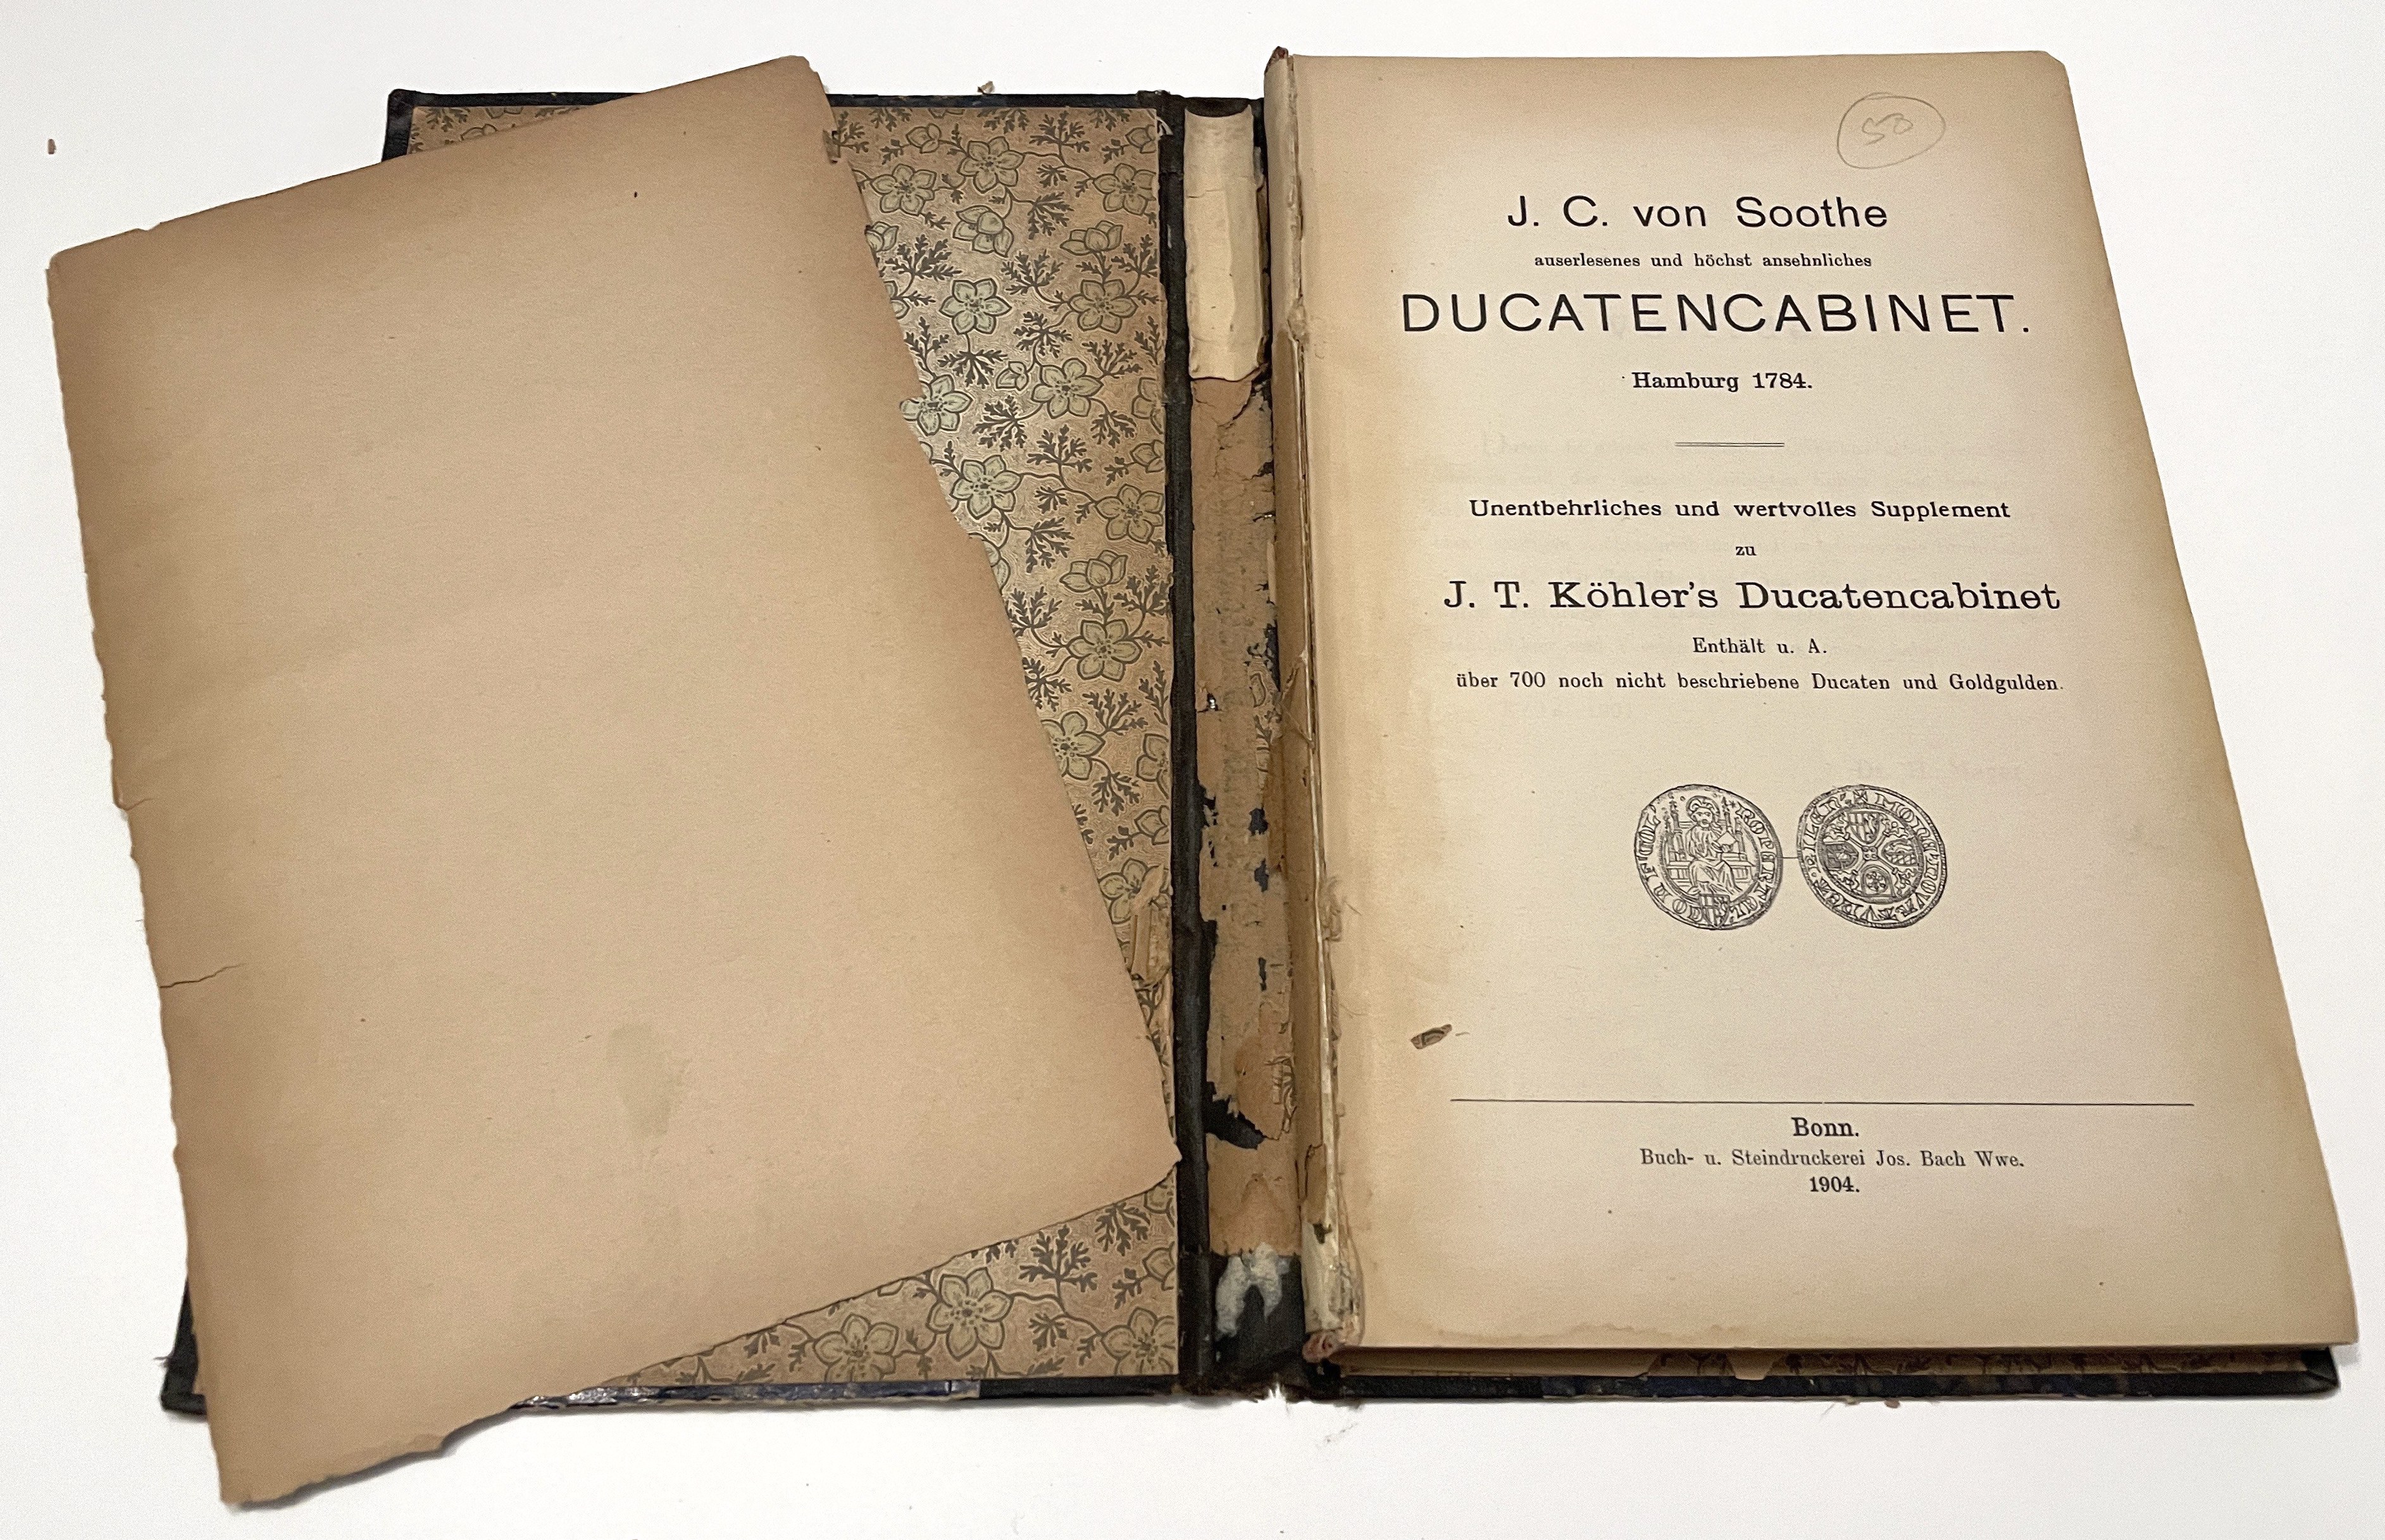 50
J. C. von Soothe
auserlesenes und höchst ansehnliches
DUCATENCABINET.
Hamburg 1784.
Unentbehrliches und wertvolles Supplement
zu
J. T. Köhler's Ducatencabinet
Enthält u. A.
über 700 noch nicht beschriebene Ducaten und Goldgulden.
Bonn.
Buch- u. Steindruckerei Jos. Bach Wwe.
1904.